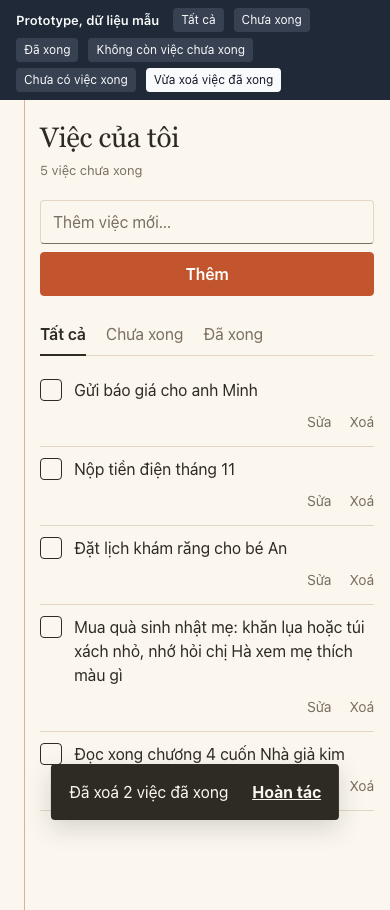 Prototype, dữ liệu mẫu Tất cả Chưa xong
Đã xong Không còn việc chưa xong
Chưa có việc xong Vừa xoá việc đã xong
Việc của tôi
5 việc chưa xong
Thêm việc mới...
Thêm
Tất cả Chưa xong Đã xong
Gửi báo giá cho anh Minh
Sửa Xoá
Nộp tiền điện tháng 11
Sửa Xoá
Đặt lịch khám răng cho bé An
Sửa Xoá
Mua quà sinh nhật mẹ: khăn lụa hoặc túi
xách nhỏ, nhớ hỏi chị Hà xem mẹ thích
màu gì
Sửa Xoá
Đọc xong chương 4 cuốn Nhà giả kim
Xoá
Đã xoá 2 việc đã xong Hoàn tác